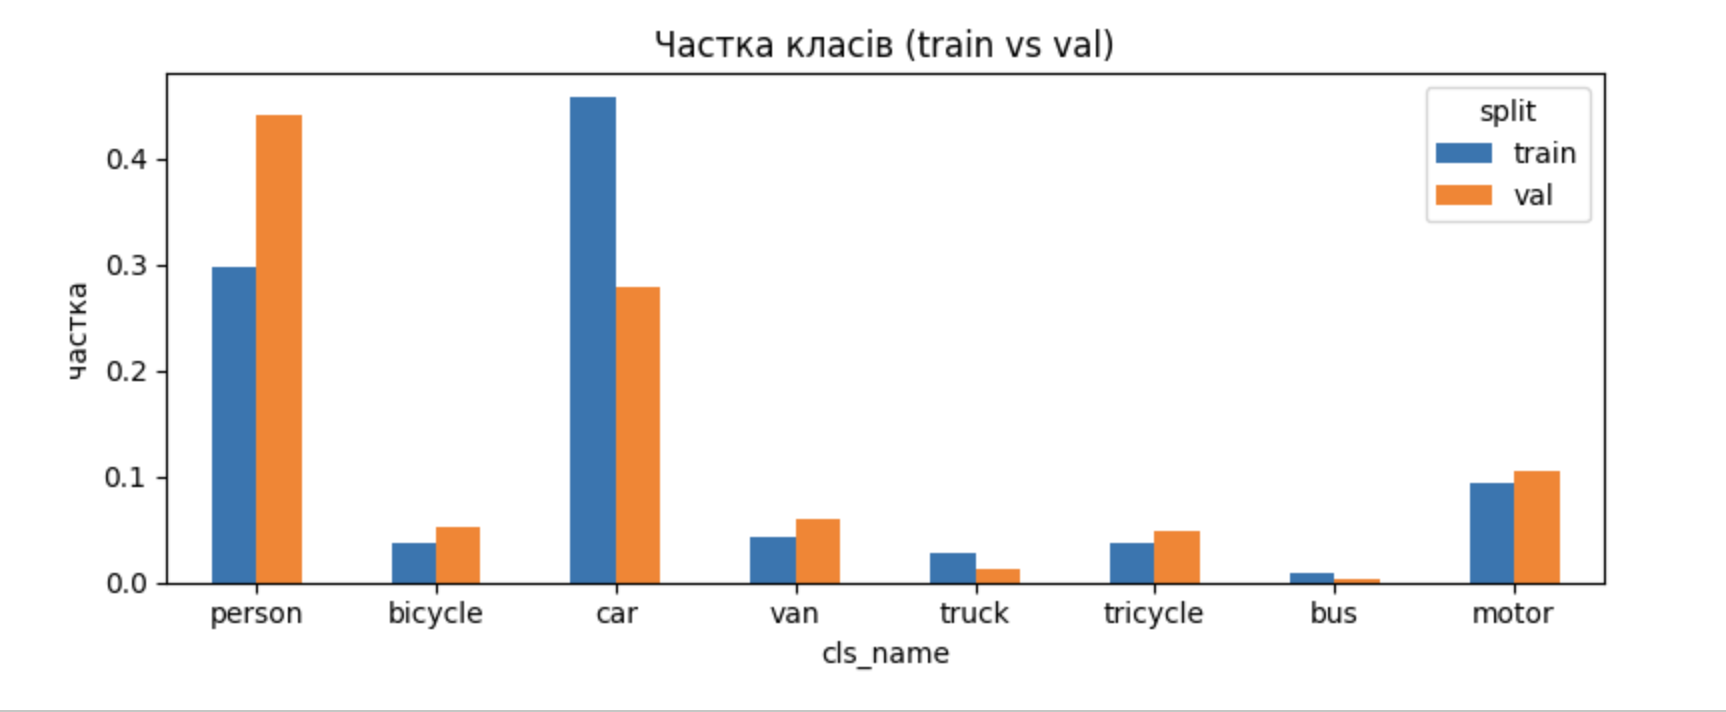 Частка класів (train vs val)
split
train
val
частка
0.4
0.3
0.2
0.1
0.0
person bicycle car van truck tricycle bus motor
cls_name